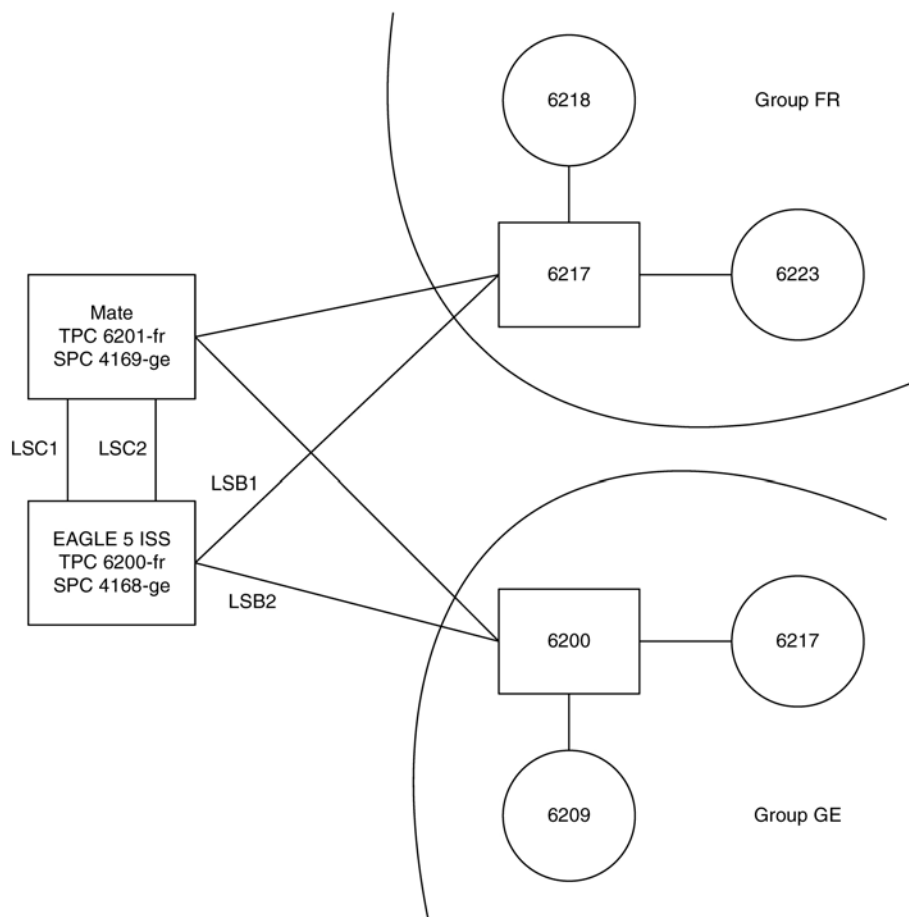 6218
Group FR
6217
6223
Mate
TPC 6201-fr
SPC 4169-ge
LSC1
LSC2
LSB1
EAGLE 5 ISS
TPC 6200-fr
SPC 4168-ge
LSB2
6200
6217
6209
Group GE